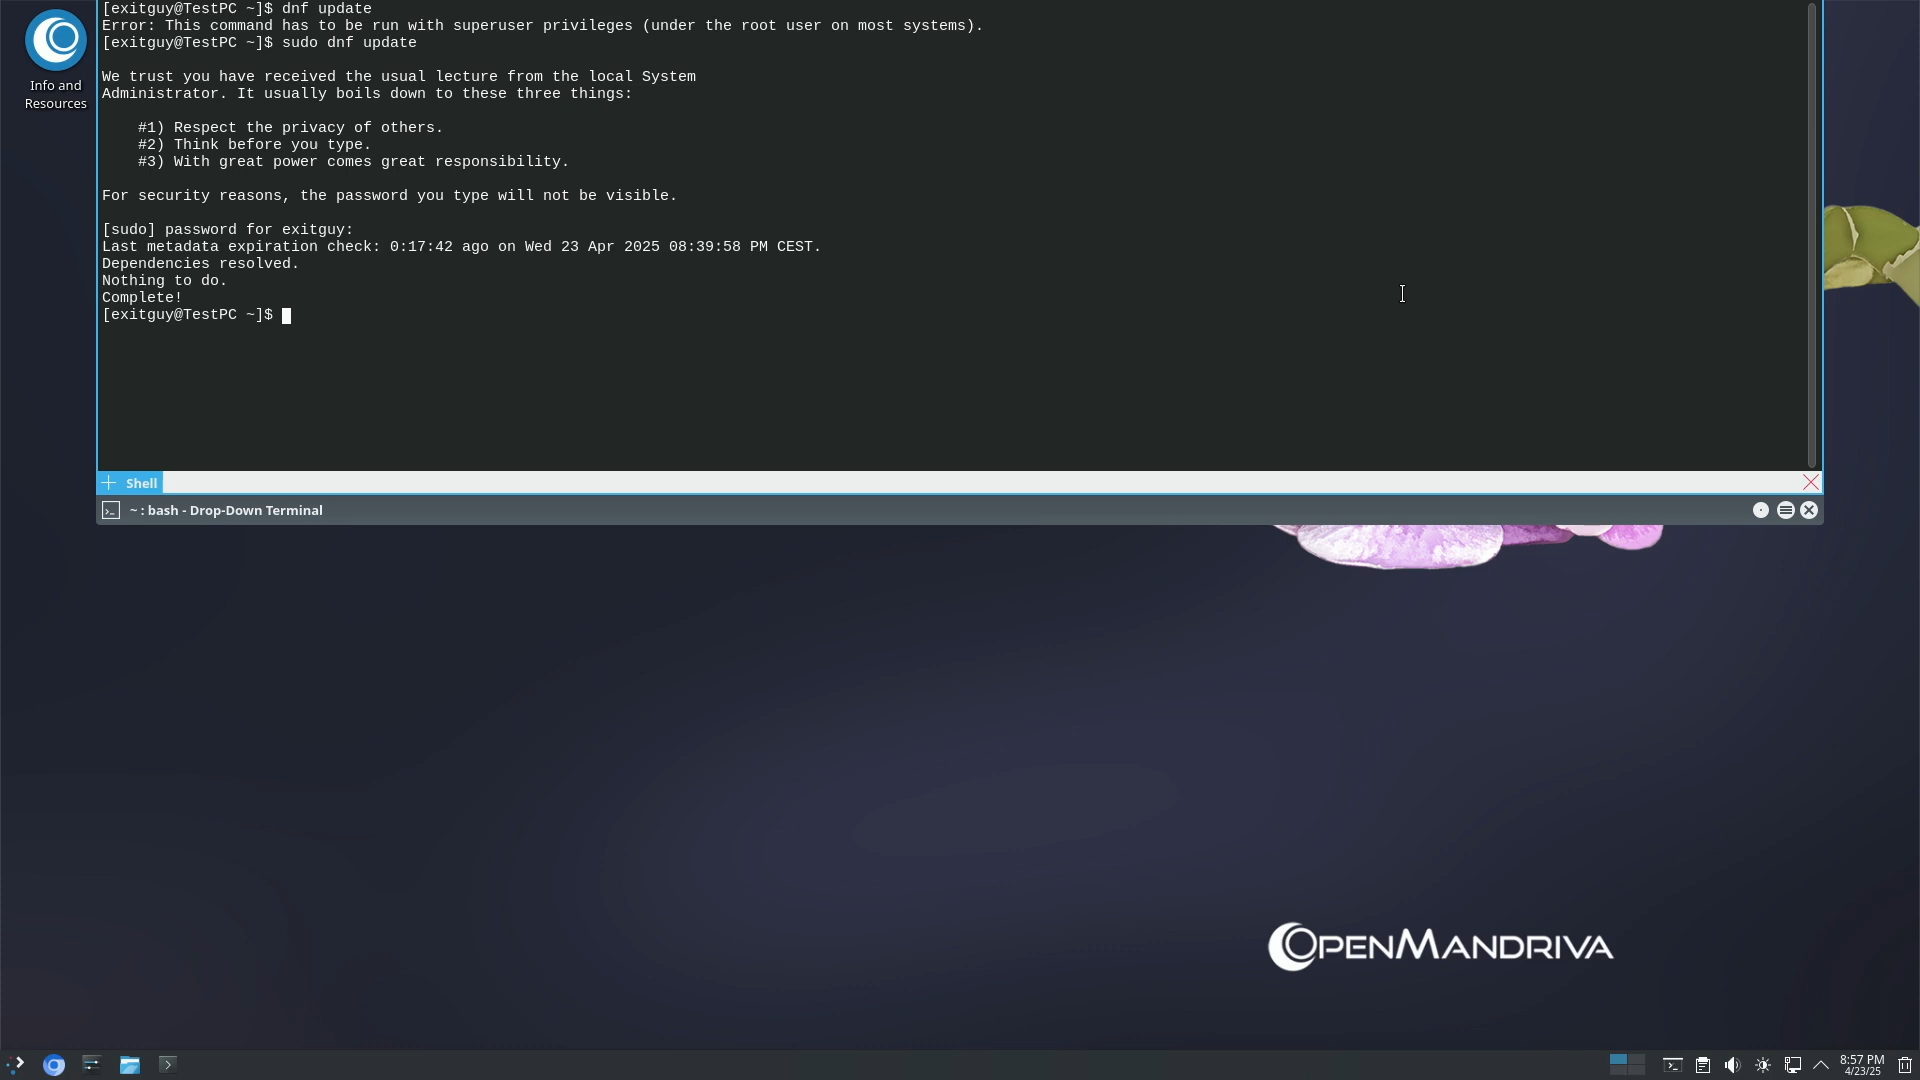 [exitguy@TestPC ~]$ dnf update
Error: This command has to be run with superuser privileges (under the root user on most systems).
[exitguy@TestPC ~]$ sudo dnf update
We trust you have received the usual lecture from the local System
Administrator. It usually boils down to these three things:
#1) Respect the privacy of others.
#2) Think before you type.
#3) With great power comes great responsibility.
For security reasons, the password you type will not be visible.
[sudo] password for exitguy:
Last metadata expiration check: 0:17:42 ago on Wed 23 Apr 2025 08:39:58 PM CEST.
Dependencies resolved.
Nothing to do.
Complete!
[exitguy@TestPC ~]$
Info and
Resources
Shell
~ : bash - Drop-Down Terminal
OPENMANDRIVA
8:57 PM
4/23/25